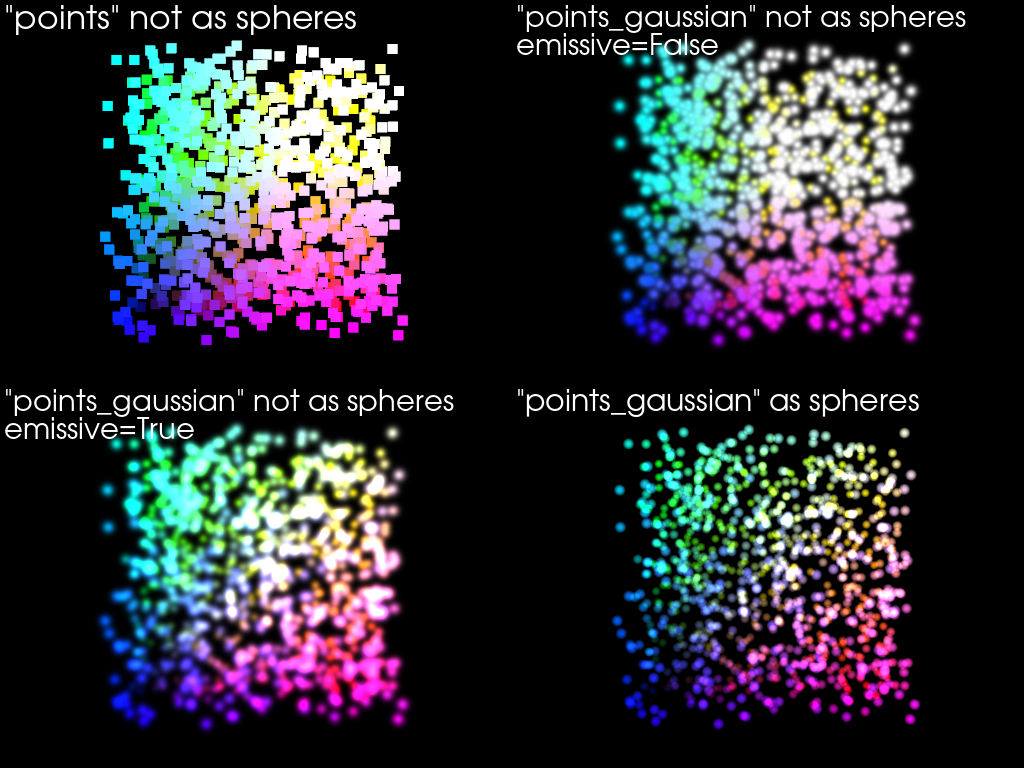 "points" not as spheres
"points_gaussian" not as spheres
emissive=False
"points_gaussian" not as spheres
emissive=True
"points_gaussian" as spheres